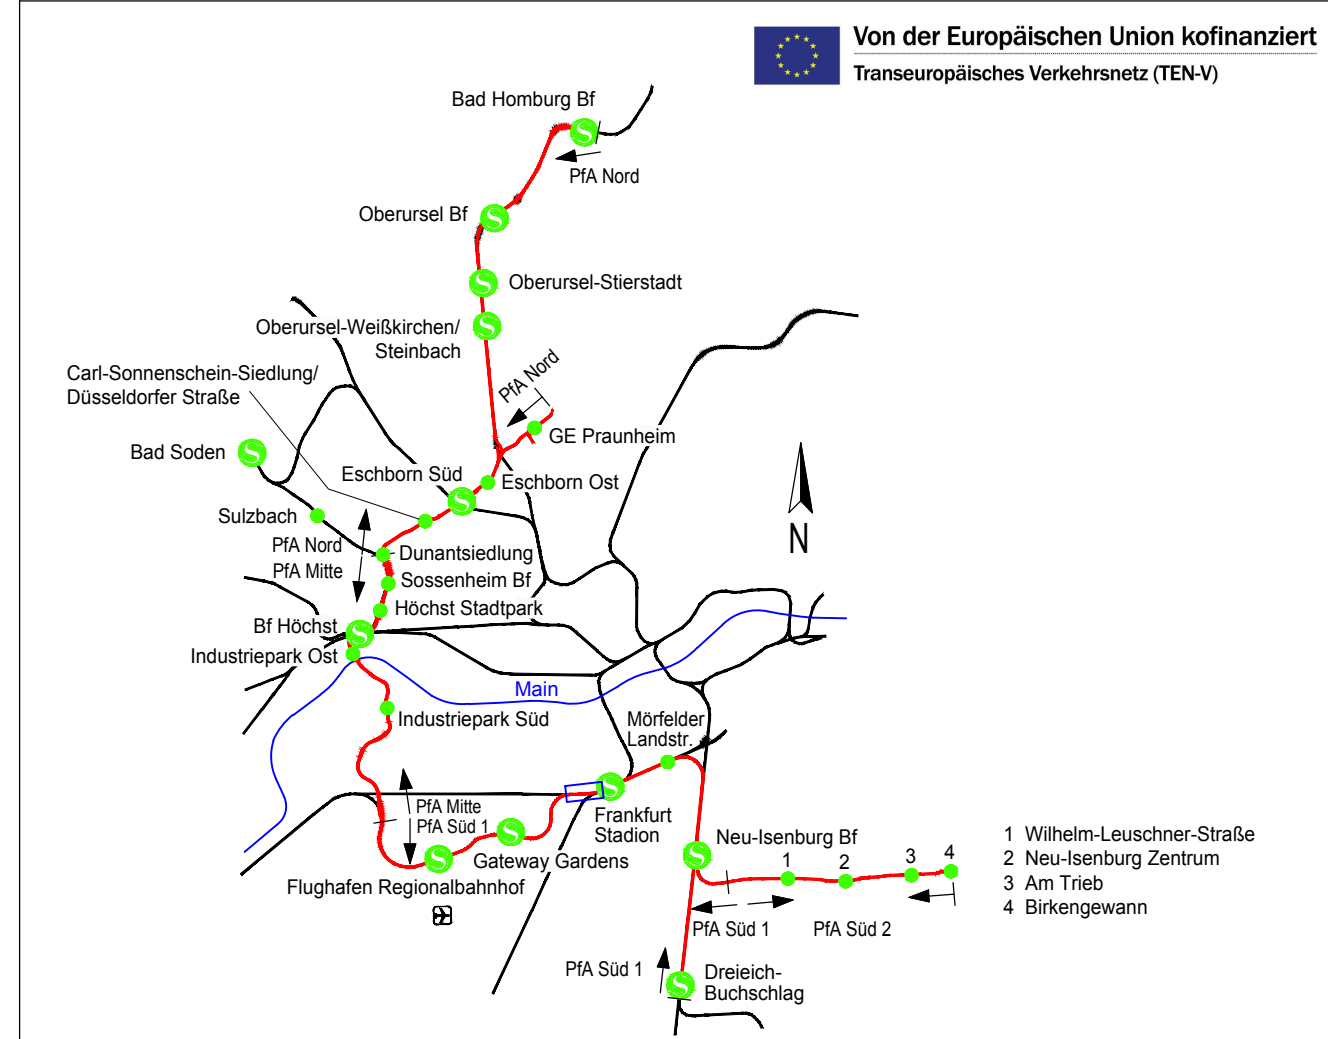 Von der Europäischen Union kofinanziert
Transeuropäisches Verkehrsnetz (TEN-V)
Bad Homburg Bf
PfA Nord
Oberursel Bf
Oberursel-Stierstadt
Oberursel-Weißkirchen/
Steinbach
Carl-Sonnenschein-Siedlung/
Düsseldorfer Straße
PfA Nord
GE Praunheim
Bad Soden
Eschborn Süd
Eschborn Ost
Sulzbach
PfA Nord
PfA Mitte
Dunantsiedlung
Sossenheim Bf
Höchst Stadtpark
Bf Höchst
Industriepark Ost
N
Main
Industriepark Süd
Mörfelder
Landstr.
PfA Mitte
PfA Süd 1
Frankfurt
Stadion
Gateway Gardens
Flughafen Regionalbahnhof
Neu-Isenburg Bf
1
2
3
4
PfA Süd 1
PfA Süd 2
PfA Süd 1
Dreieich-
Buchschlag
1 Wilhelm-Leuschner-Straße
2 Neu-Isenburg Zentrum
3 Am Trieb
4 Birkengewann